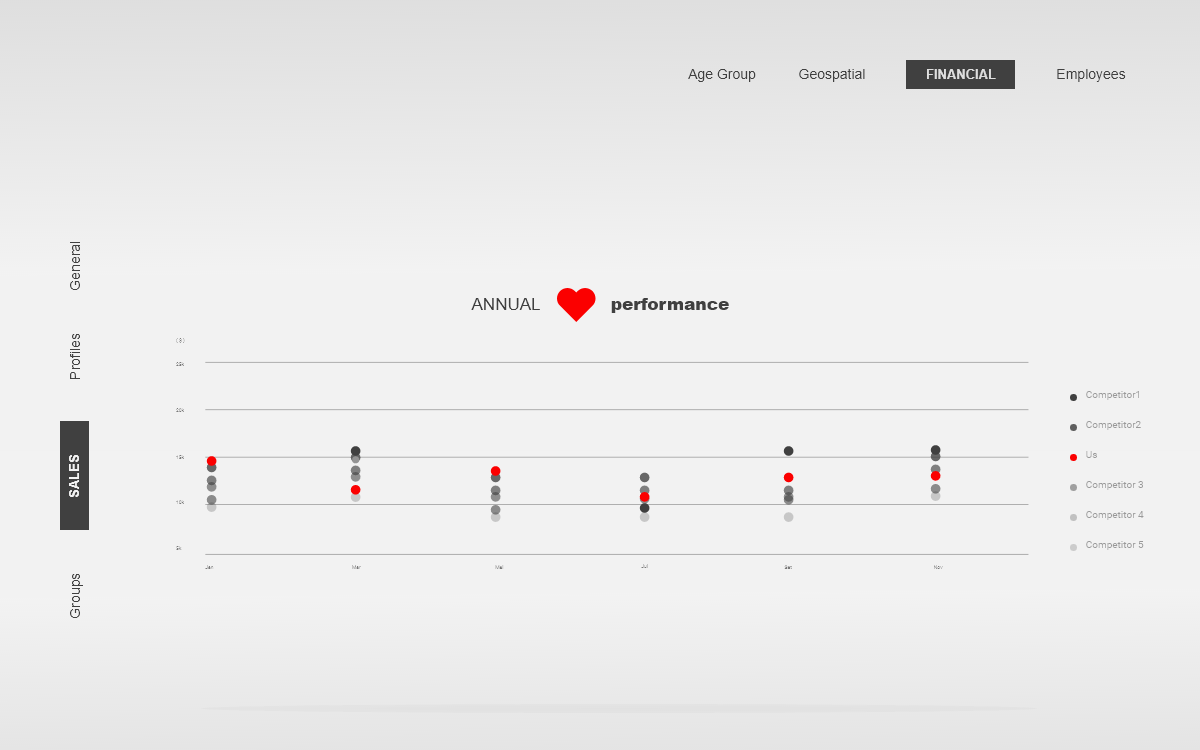 Age Group
Geospatial
FINANCIAL
Employees
General
Profiles
SALES
Groups
ANNUAL performance
($)
25k
20k
15k
10k
5k
Jan
Mar
Mai
Jul
Set
Nov
Competitor1
Competitor2
Us
Competitor 3
Competitor 4
Competitor 5